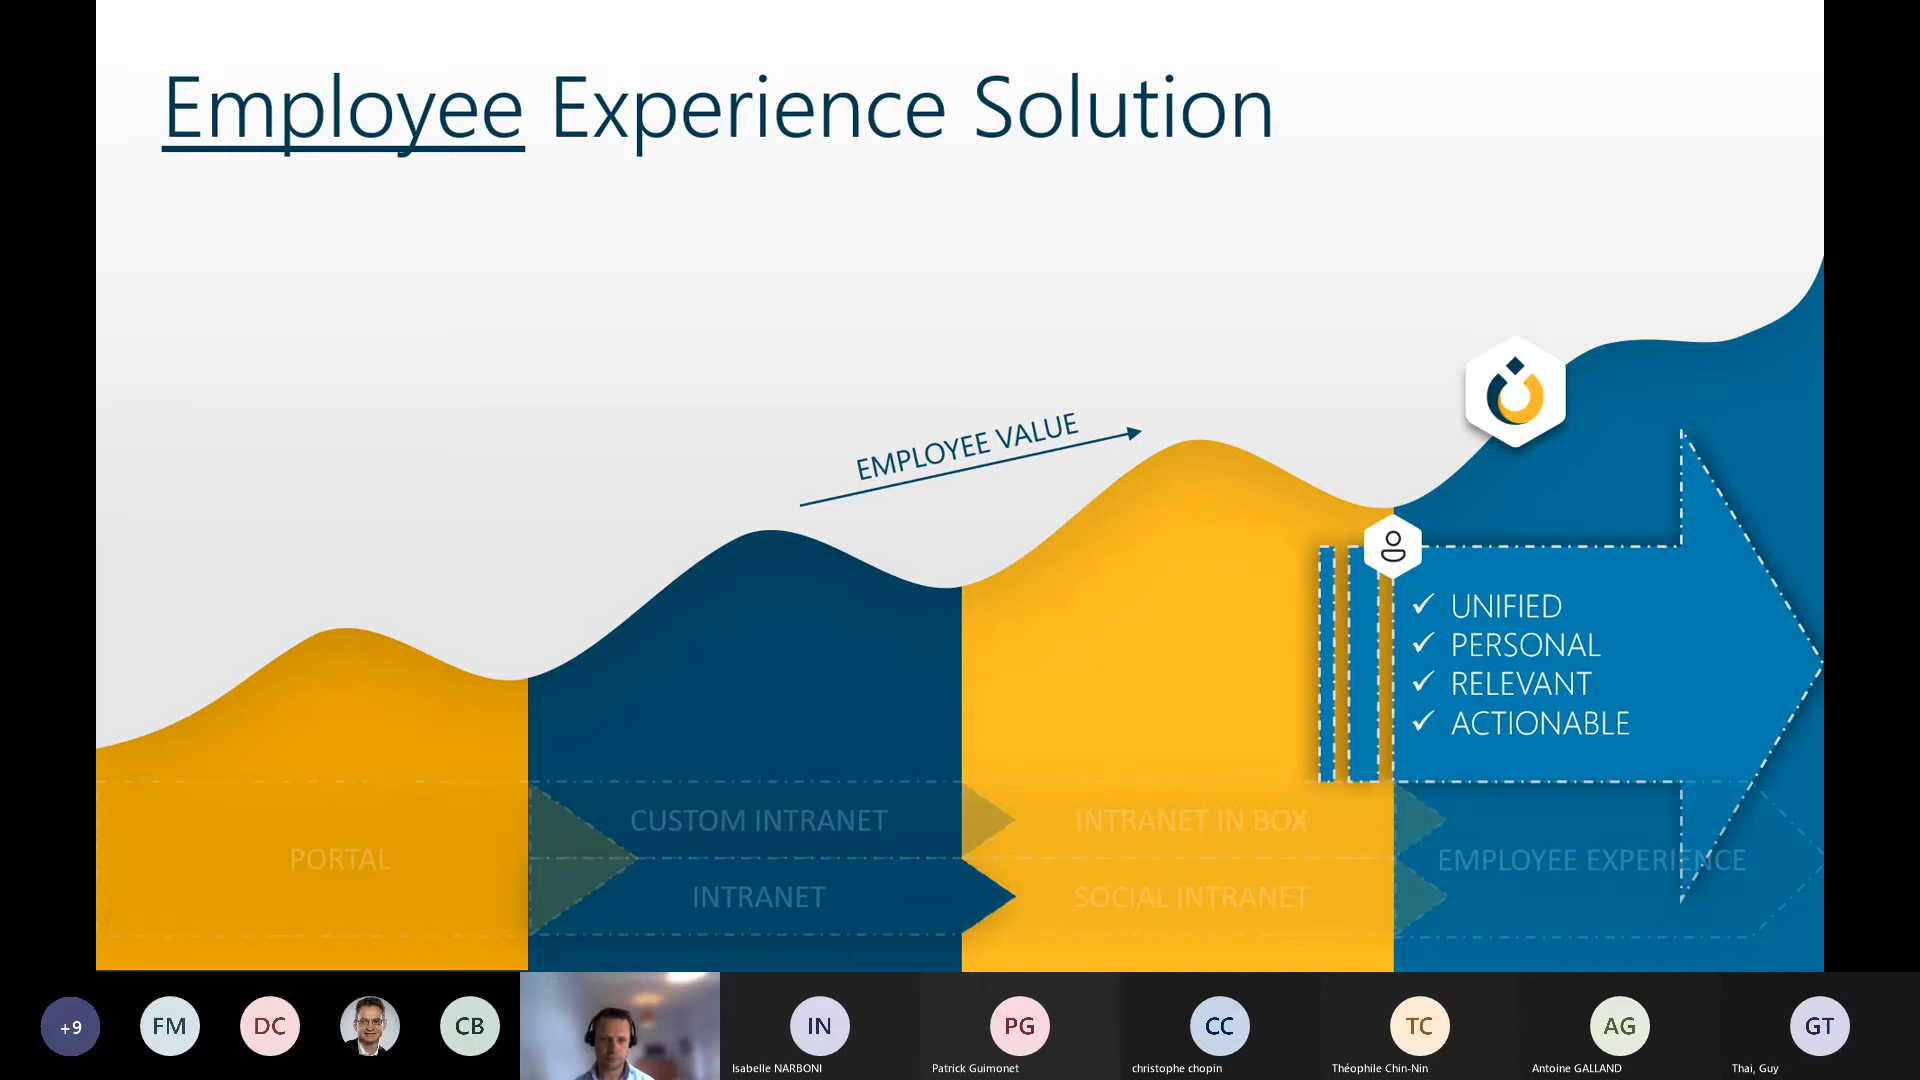 Employee Experience Solution
EMPLOYEE VALUE
✓ UNIFIED
✓ PERSONAL
✓ RELEVANT
✓ ACTIONABLE
CUSTOM INTRANET
INTRANET IN BOX
PORTAL
EMPLOYEE EXPERIENCE
INTRANET
SOCIAL INTRANET
+9
FM
DC
CB
IN
PG
CC
TC
AG
GT
Isabelle NARBONI
Patrick Guimonet
christophe chopin
Théophile Chin-Nin
Antoine GALLAND
Thai, Guy